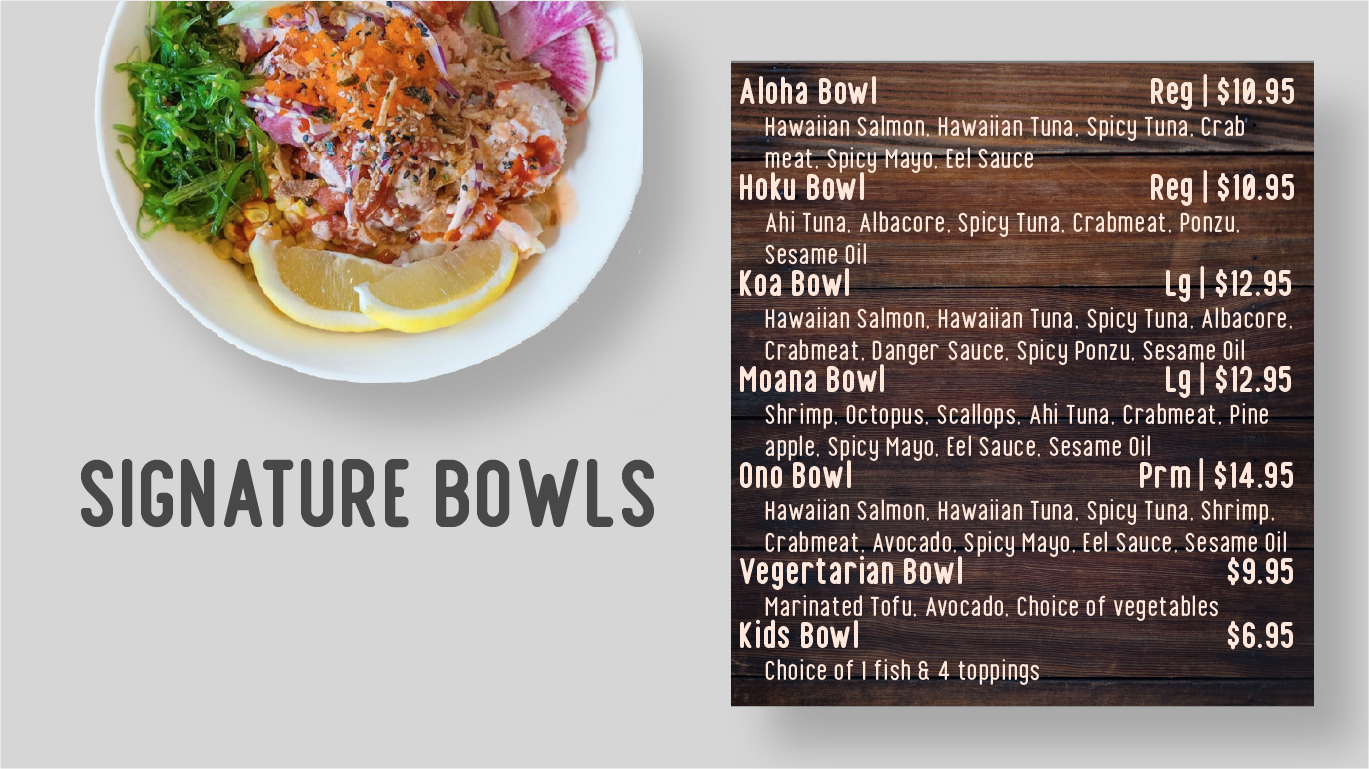 SIGNATURE BOWLS
Aloha Bowl Reg | $10.95
Hawaiian Salmon, Hawaiian Tuna, Spicy Tuna, Crab
meat, Spicy Mayo, Eel Sauce
Hoku Bowl Reg | $10.95
Ahi Tuna, Albacore, Spicy Tuna, Crabmeat, Ponzu,
Sesame Oil
Koa Bowl Lg | $12.95
Hawaiian Salmon, Hawaiian Tuna, Spicy Tuna, Albacore,
Crabmeat, Danger Sauce, Spicy Ponzu, Sesame Oil
Moana Bowl Lg | $12.95
Shrimp, Octopus, Scallops, Ahi Tuna, Crabmeat, Pine
apple, Spicy Mayo, Eel Sauce, Sesame Oil
Ono Bowl Prm | $14.95
Hawaiian Salmon, Hawaiian Tuna, Spicy Tuna, Shrimp,
Crabmeat, Avocado, Spicy Mayo, Eel Sauce, Sesame Oil
Vegertarian Bowl $9.95
Marinated Tofu, Avocado, Choice of vegetables
Kids Bowl $6.95
Choice of 1 fish & 4 toppings